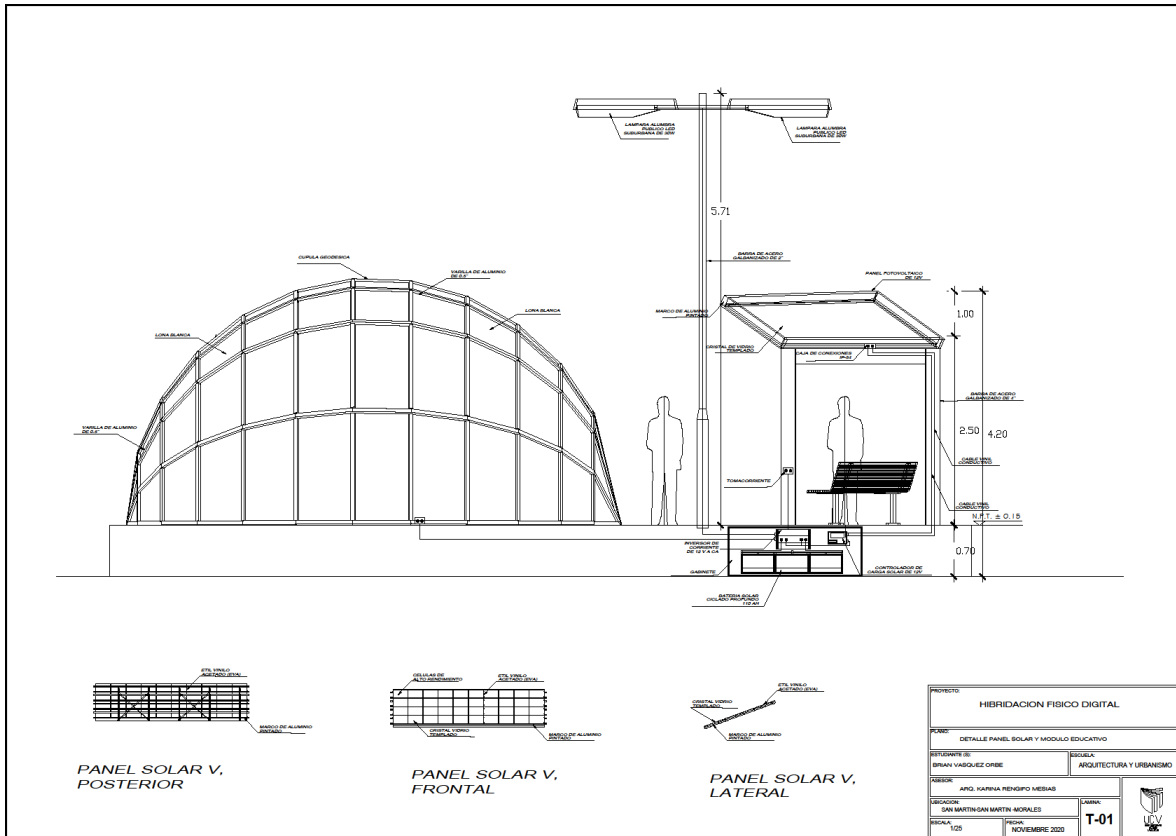 LAMPARA ALUMBRA
PUBLICO LED
SUBURBANA DE 50W
LAMPARA ALUMBRA
PUBLICO LED
SUBURBANA DE 50W
5.71
BARRA DE ACERO
GALBANIZADO DE 2"
CUPULA GEODESICA
VARILLA DE ALUMINIO
DE 0.5"
PANEL FOTOVOLTAICO
DE 12V
LONA BLANCA
LONA BLANCA
MARCO DE ALUMINIO
PINTADO
1.00
CRISTAL DE VIDRIO
TEMPLADO
CAJA DE CONEXIONES
BARRA DE ACERO
GALBANIZADO DE 2"
VARILLA DE ALUMINIO
DE 0.5"
2.50
4.20
CABLE VINIL
CONDUCTIVO
TOMACORRIENTE
CABLE VINIL
CONDUCTIVO
N.P.T. ± 0.15
INVERSOR DE
CORRIENTE
DE 12 V A CA
0.70
GABINETE
CONTROLADOR DE
CARGA SOLAR DE 12V
BATERIA SOLAR
CICLADO PROFUNDO
110 AH
ETIL VINILO
ACETADO (EVA)
MARCO DE ALUMINIO
PINTADO
PANEL SOLAR V,
POSTERIOR
CELULAS DE
ALTO RENDIMIENTO
ETIL VINILO
ACETADO (EVA)
CRISTAL VIDRIO
TEMPLADO
MARCO DE ALUMINIO
PINTADO
PANEL SOLAR V,
FRONTAL
ETIL VINILO
ACETADO (EVA)
CRISTAL VIDRIO
TEMPLADO
MARCO DE ALUMINIO
PINTADO
PANEL SOLAR V,
LATERAL
PROYECTO:
HIBRIDACION FISICO DIGITAL
PLANO:
DETALLE PANEL SOLAR Y MODULO EDUCATIVO
ESTUDIANTE (S):
BRIAN VASQUEZ ORBE
ESCUELA:
ARQUITECTURA Y URBANISMO
ASESOR:
ARQ. KARINA RENGIFO MESIAS
UBICACION:
SAN MARTIN-SAN MARTIN -MORALES
LAMINA:
T-01
ESCALA:
1/25
FECHA:
NOVIEMBRE 2020
UCV